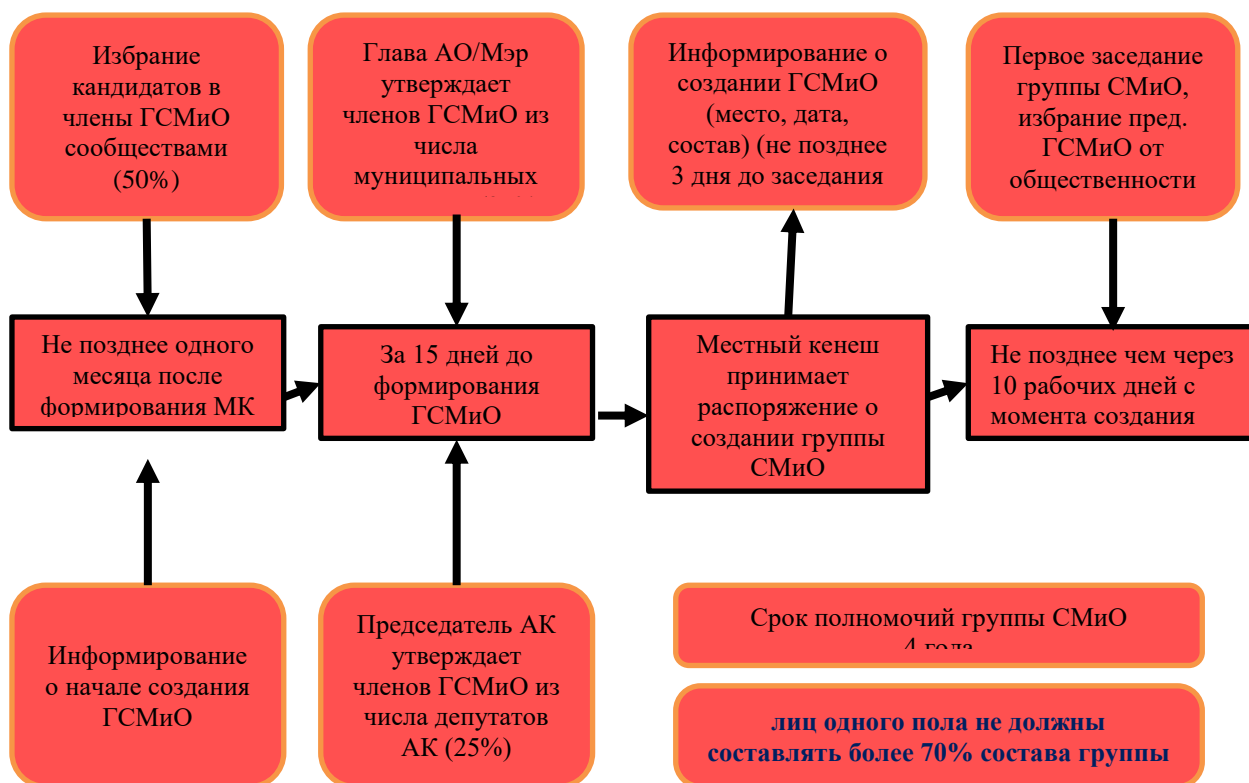 Избрание
кандидатов в
члены ГСМиО
сообществами
(50%)
Глава АО/Мэр
утверждает
членов ГСМиО из
числа
муниципальных
Информирование о
создании ГСМиО
(место, дата,
состав) (не позднее
3 дня до заседания
Первое заседание
группы СМиО,
избрание пред.
ГСМиО от
общественности
Не позднее одного
месяца после
формирования МК
За 15 дней до
формирования
ГСМиО
Местный кенеш
принимает
распоряжение о
создании группы
СМиО
Не позднее чем через
10 рабочих дней с
момента создания
Информирование
о начале создания
ГСМиО
Председатель АК
утверждает
членов ГСМиО из
числа депутатов
АК (25%)
Срок полномочий группы СМиО
4 года
лиц одного пола не должны
составлять более 70% состава группы